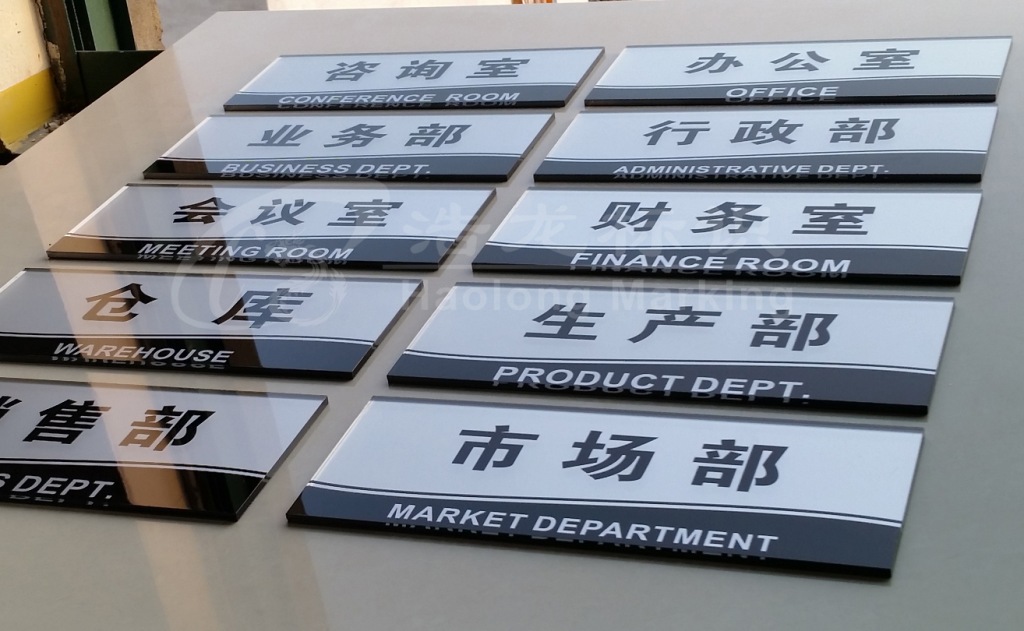 咨询室
CONFERENCE ROOM
办公室
OFFICE
业务部
BUSINESS DEPT.
行政部
ADMINISTRATIVE DEPT.
会议室
MEETING ROOM
财务室
FINANCE ROOM
仓库
WAREHOUSE
生产部
PRODUCT DEPT.
售部
DEPT.
市场部
MARKET DEPARTMENT
Haolong Marking